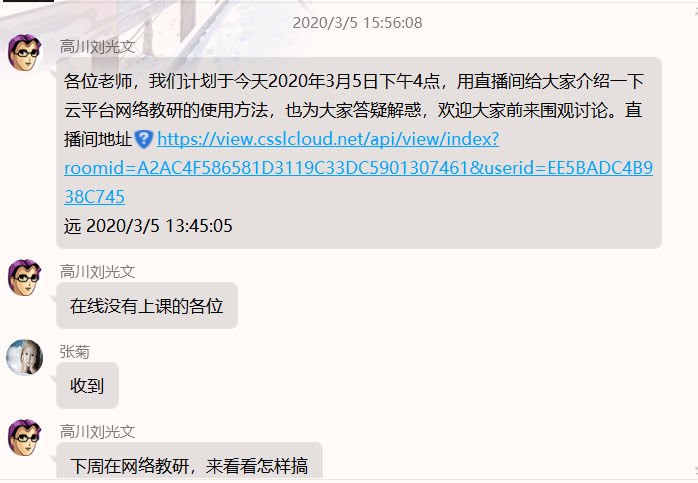 2020/3/5 15:56:08
高川刘光文
各位老师，我们计划于今天2020年3月5日下午4点，用直播间给大家介绍一下
云平台网络教研的使用方法，也为大家答疑解惑，欢迎大家前来围观讨论。直
播间地址https://view.csslcloud.net/api/view/index?
roomid=A2AC4F586581D3119C33DC5901307461&userid=EE5BADC4B9
38C745
远 2020/3/5 13:45:05
高川刘光文
在线没有上课的各位
张菊
收到
高川刘光文
下周在网络教研，来看看怎样搞